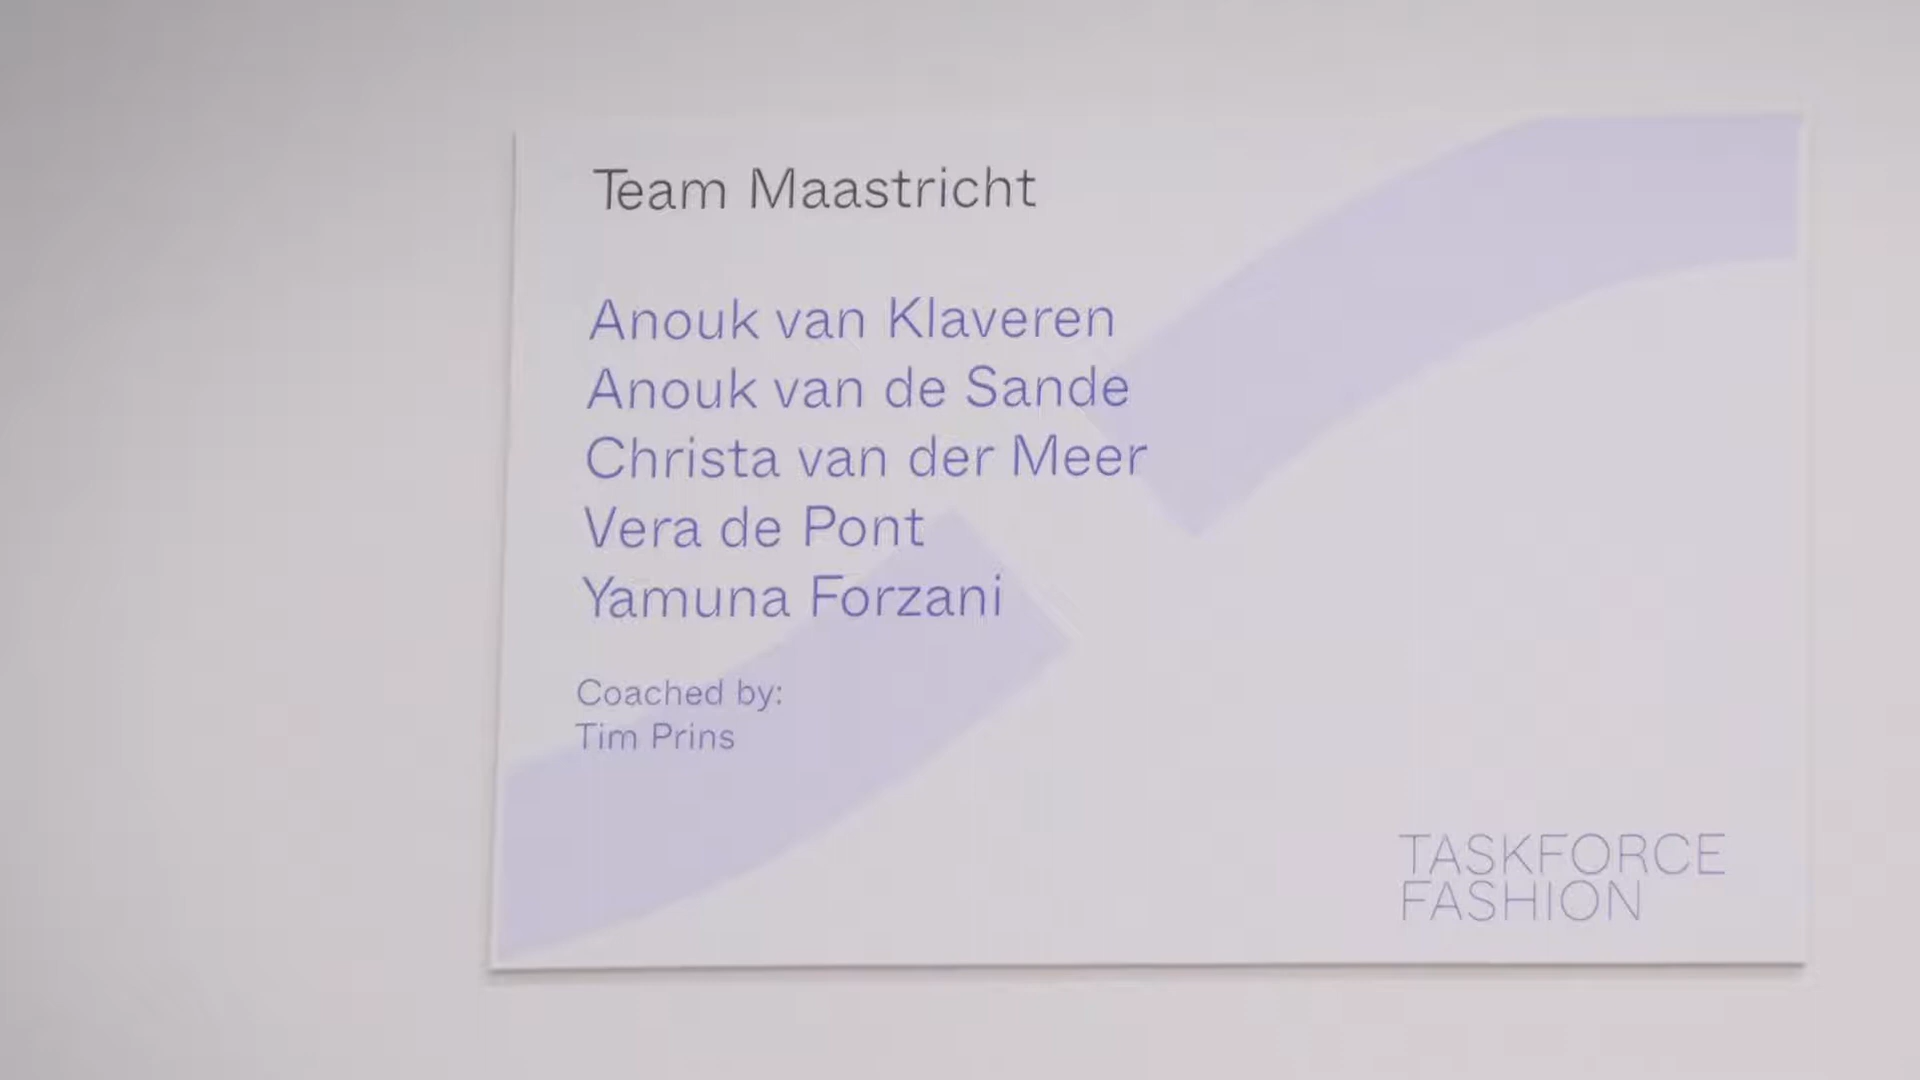 Team Maastricht
Anouk van Klaveren
Anouk van de Sande
Christa van der Meer
Vera de Pont
Yamuna Forzani
Coached by:
Tim Prins
TASKFORCE
FASHION